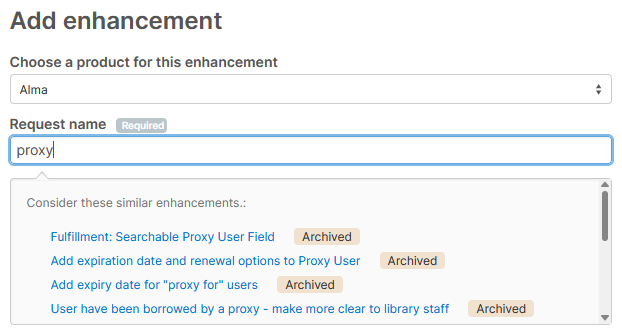 Add enhancement
Choose a product for this enhancement
Alma
Request name Required
proxy
Consider these similar enhancements.:
Fulfillment: Searchable Proxy User Field Archived
Add expiration date and renewal options to Proxy User Archived
Add expiry date for "proxy for" users Archived
User have been borrowed by a proxy - make more clear to library staff Archived